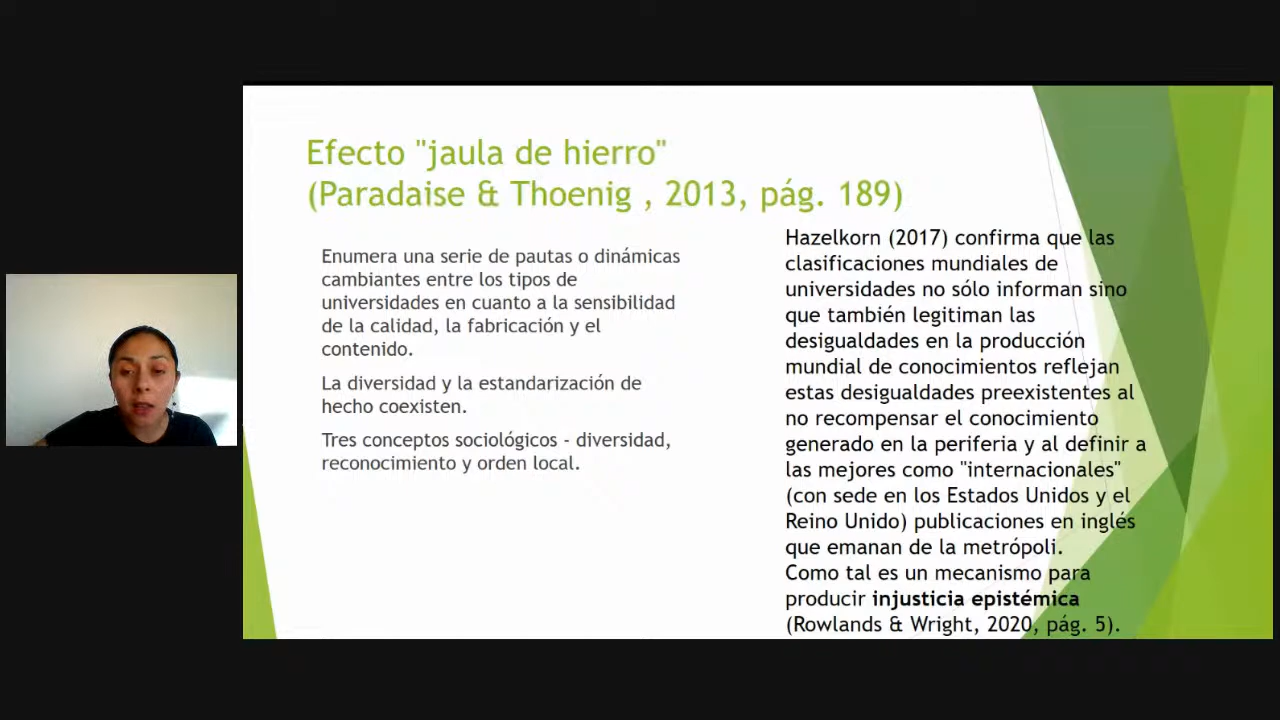 Efecto "jaula de hierro"
(Paradaise & Thoenig , 2013, pág. 189)
Enumera una serie de pautas o dinámicas
cambiantes entre los tipos de
universidades en cuanto a la sensibilidad
de la calidad, la fabricación y el
contenido.
La diversidad y la estandarización de
hecho coexisten.
Tres conceptos sociológicos - diversidad,
reconocimiento y orden local.
Hazelkorn (2017) confirma que las
clasificaciones mundiales de
universidades no sólo informan sino
que también legitiman las
desigualdades en la producción
mundial de conocimientos reflejan
estas desigualdades preexistentes al
no recompensar el conocimiento
generado en la periferia y al definir a
las mejores como "internacionales"
(con sede en los Estados Unidos y el
Reino Unido) publicaciones en inglés
que emanan de la metrópoli.
Como tal es un mecanismo para
producir injusticia epistémica
(Rowlands & Wright, 2020, pág. 5).